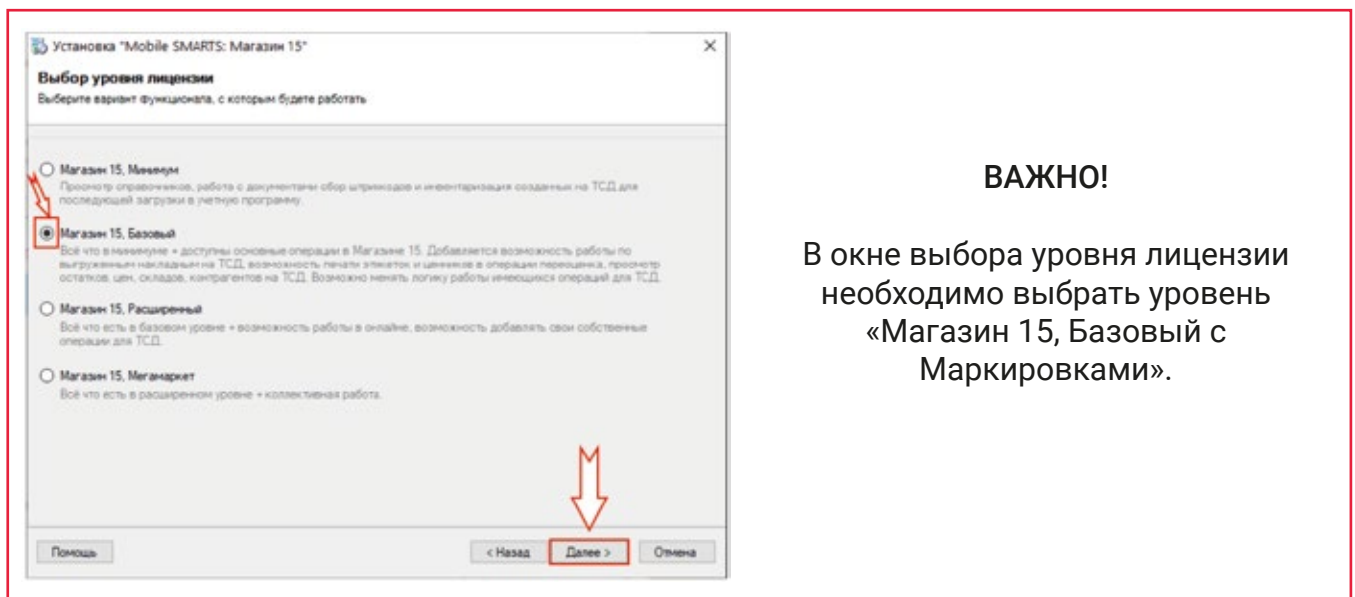 Установка "Mobile SMARTS: Магазин 15"
Выбор уровня лицензии
Выберите вариант функционала, с которым будете работать
Магазин 15, Минимум
Просмотр справочников, работа с документами сбор штрихкодов и инвентаризация созданных на ТСД для
последующей загрузки в учетную программу.
Магазин 15, Базовый
Всё что в минимуме + доступны основные операции в Магазине 15. Добавляется возможность работы по
выгруженным накладным на ТСД, возможность печати этикеток и ценников в операции переоценка, просмотр
остатков, цен, складов, контрагентов на ТСД. Возможно менять логику работы имеющихся операций для ТСД.
Магазин 15, Расширенный
Всё что есть в базовом уровне + возможность работы в онлайне, возможность добавлять свои собственные
операции для ТСД.
Магазин 15, Мегамаркет
Всё что есть в расширенном уровне + коллективная работа.
Помощь
< Назад
Далее >
Отмена
ВАЖНО!
В окне выбора уровня лицензии
необходимо выбрать уровень
«Магазин 15, Базовый с
Маркировками».